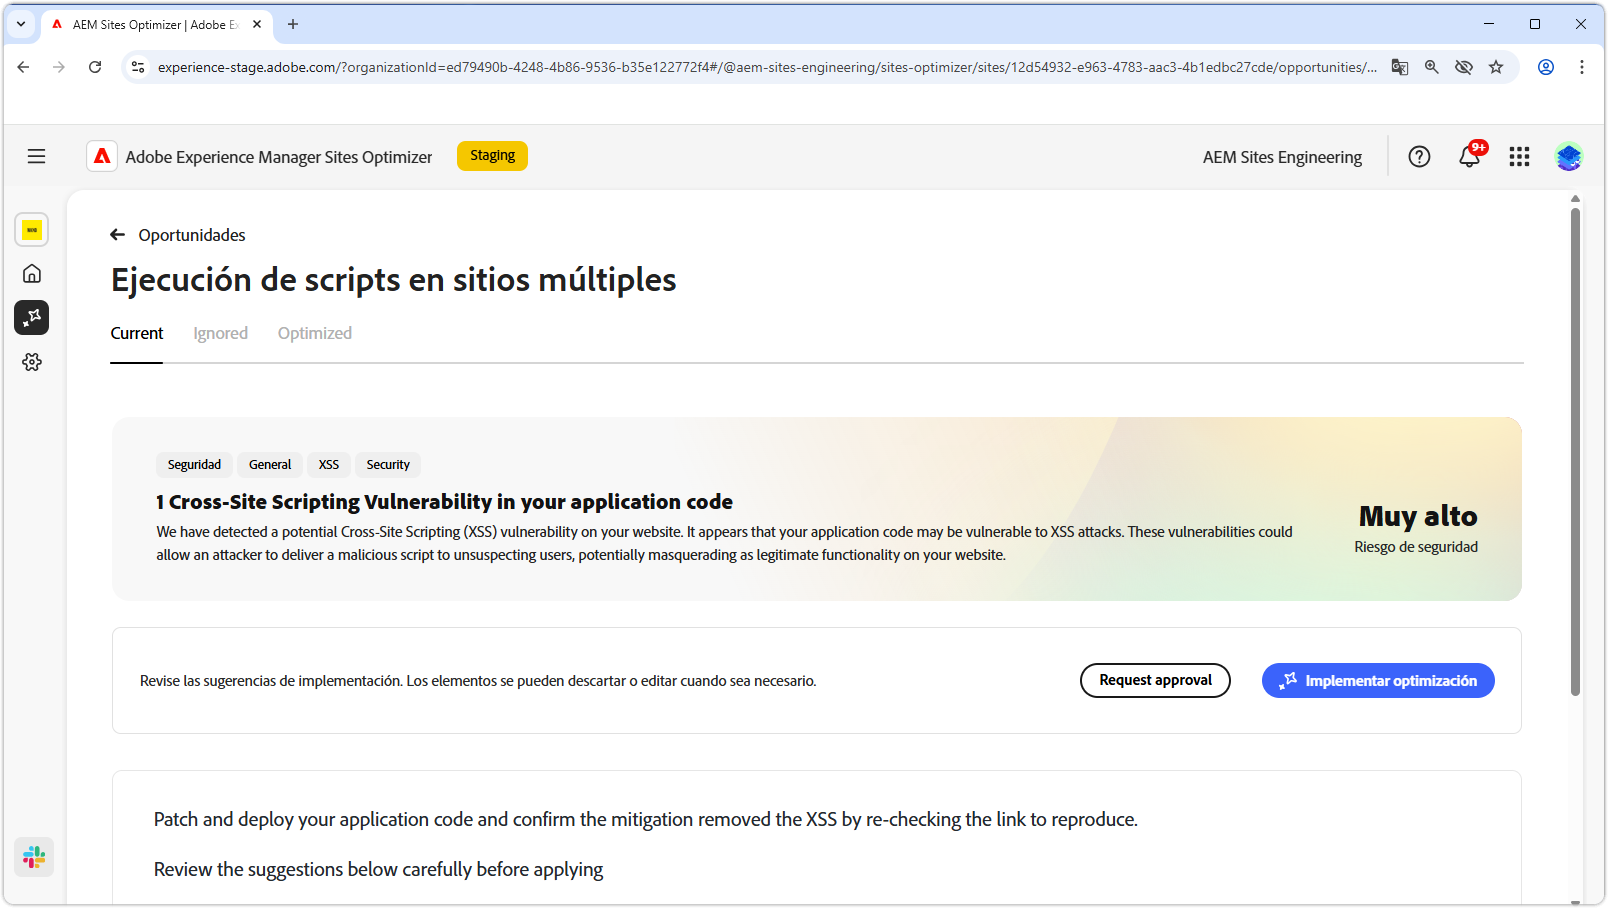 AEM Sites Optimizer | Adobe Ex
experience-stage.adobe.com/?organizationId=ed79490b-4248-4b86-9536-b35e122772f4#/@aem-sites-engineering/sites-optimizer/sites/12d54932-e963-4783-aac3-4b1edbc27cde/opportunities/...
Adobe Experience Manager Sites Optimizer
Staging
AEM Sites Engineering
9+
Oportunidades
Ejecución de scripts en sitios múltiples
Current Ignored Optimized
Seguridad General XSS Security
1 Cross-Site Scripting Vulnerability in your application code
We have detected a potential Cross-Site Scripting (XSS) vulnerability on your website. It appears that your application code may be vulnerable to XSS attacks. These vulnerabilities could
allow an attacker to deliver a malicious script to unsuspecting users, potentially masquerading as legitimate functionality on your website.
Muy alto
Riesgo de seguridad
Revise las sugerencias de implementación. Los elementos se pueden descartar o editar cuando sea necesario.
Request approval
Implementar optimización
Patch and deploy your application code and confirm the mitigation removed the XSS by re-checking the link to reproduce.
Review the suggestions below carefully before applying